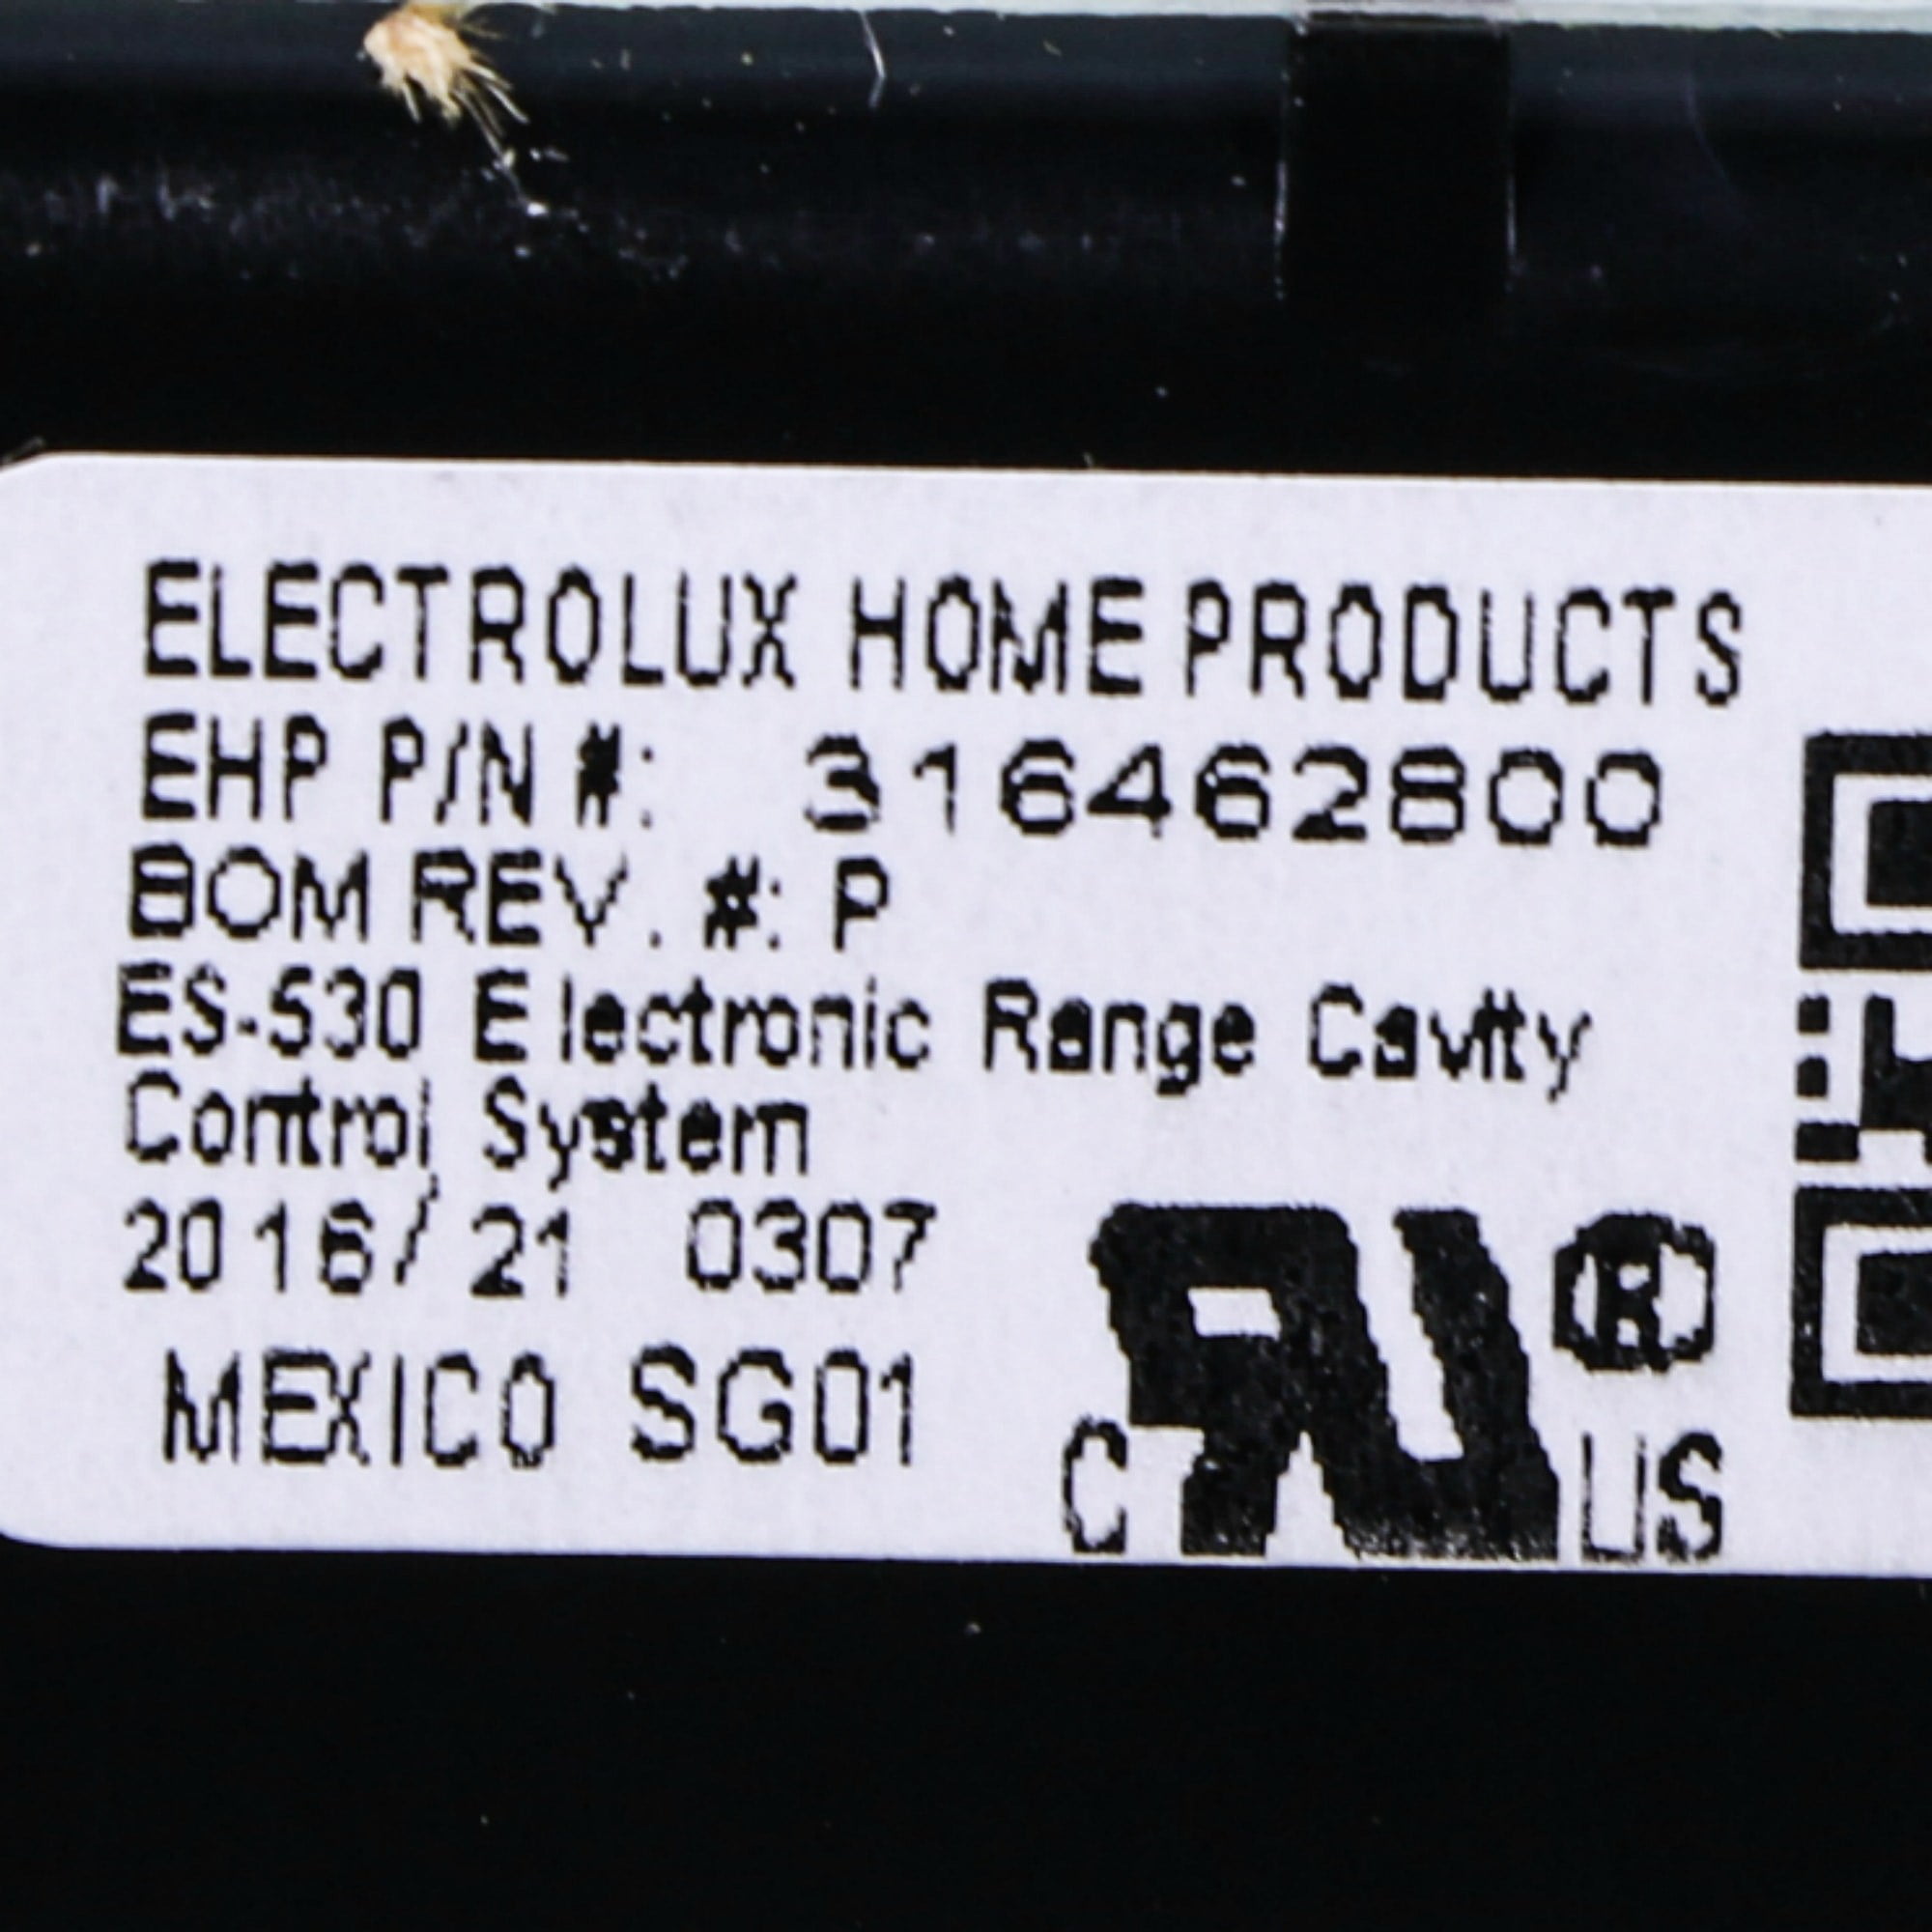 ELECTROLUX HOME PRODUCTS
EHP P/N #: 316462800
BOM REV. #: P
ES-530 Electronic Range Cavity
Control System
2016/21 0307
MEXICO SG01
C RU ® US